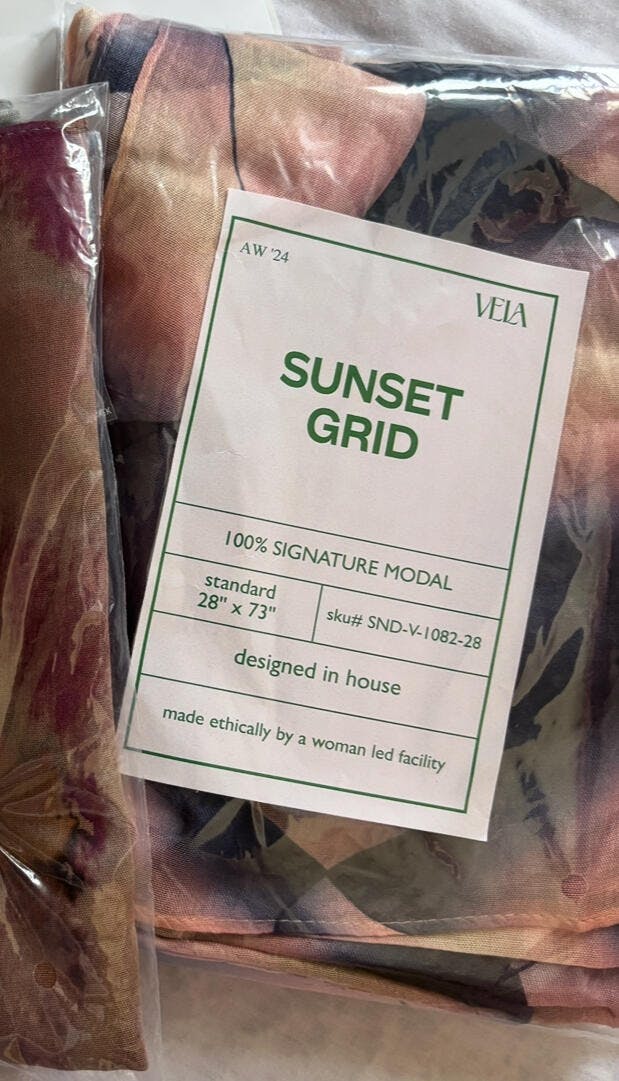 AW '24
VELA
SUNSET
GRID
100% SIGNATURE MODAL
standard
28" x 73"
sku# SND-V-1082-28
designed in house
made ethically by a woman led facility